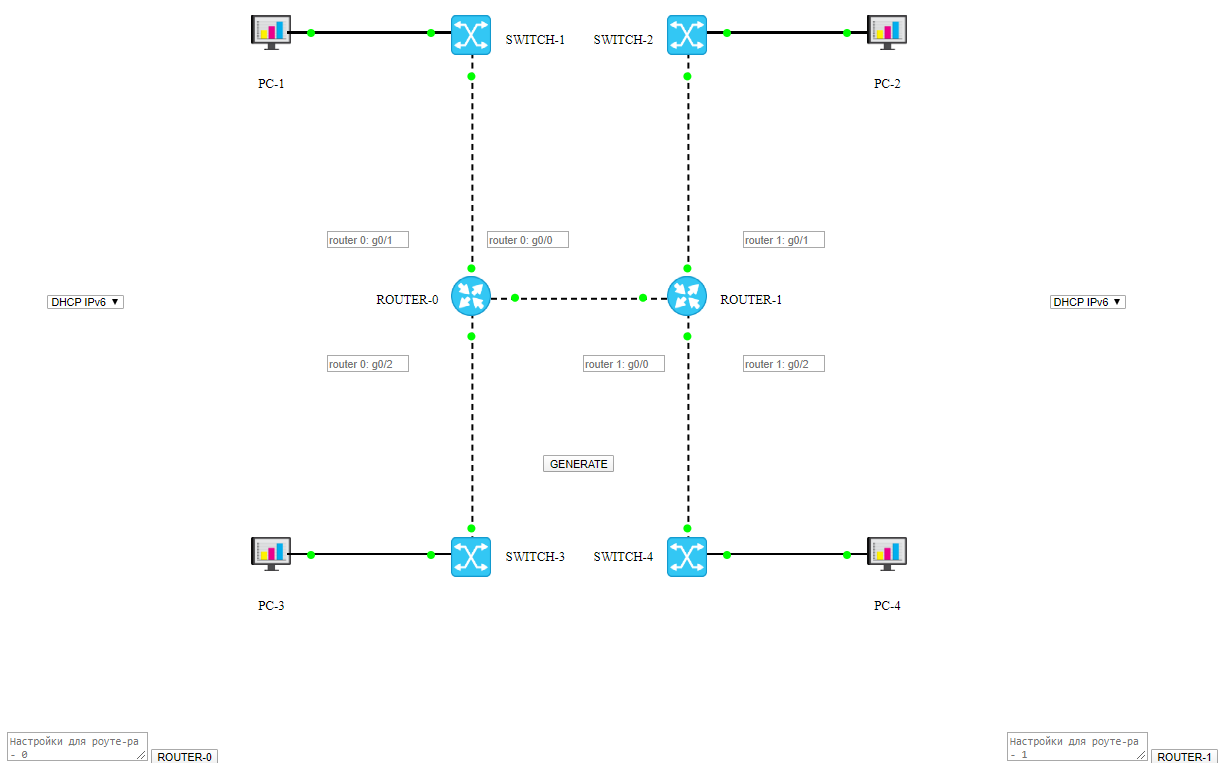 SWITCH-1
SWITCH-2
PC-1
PC-2
router 0: g0/1
router 0: g0/0
router 1: g0/1
DHCP IPv6 ▼
ROUTER-0
ROUTER-1
DHCP IPv6 ▼
router 0: g0/2
router 1: g0/0
router 1: g0/2
GENERATE
SWITCH-3
SWITCH-4
PC-3
PC-4
Настройки для роуте-ра
- 0
ROUTER-0
Настройки для роуте-ра
- 1
ROUTER-1